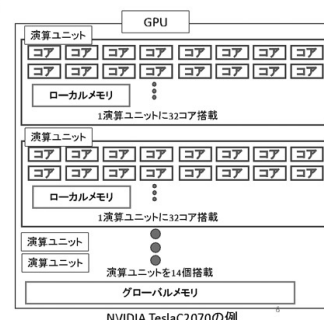 GPU
演算ユニット
コア コア コア コア コア コア コア コア
コア コア コア コア コア コア コア コア
ローカルメモリ
1演算ユニットに32コア搭載
演算ユニット
コア コア コア コア コア コア コア コア
コア コア コア コア コア コア コア コア
ローカルメモリ
1演算ユニットに32コア搭載
演算ユニット
演算ユニット
演算ユニットを14個搭載
グローバルメモリ
NVIDIA TeslaC2070の例